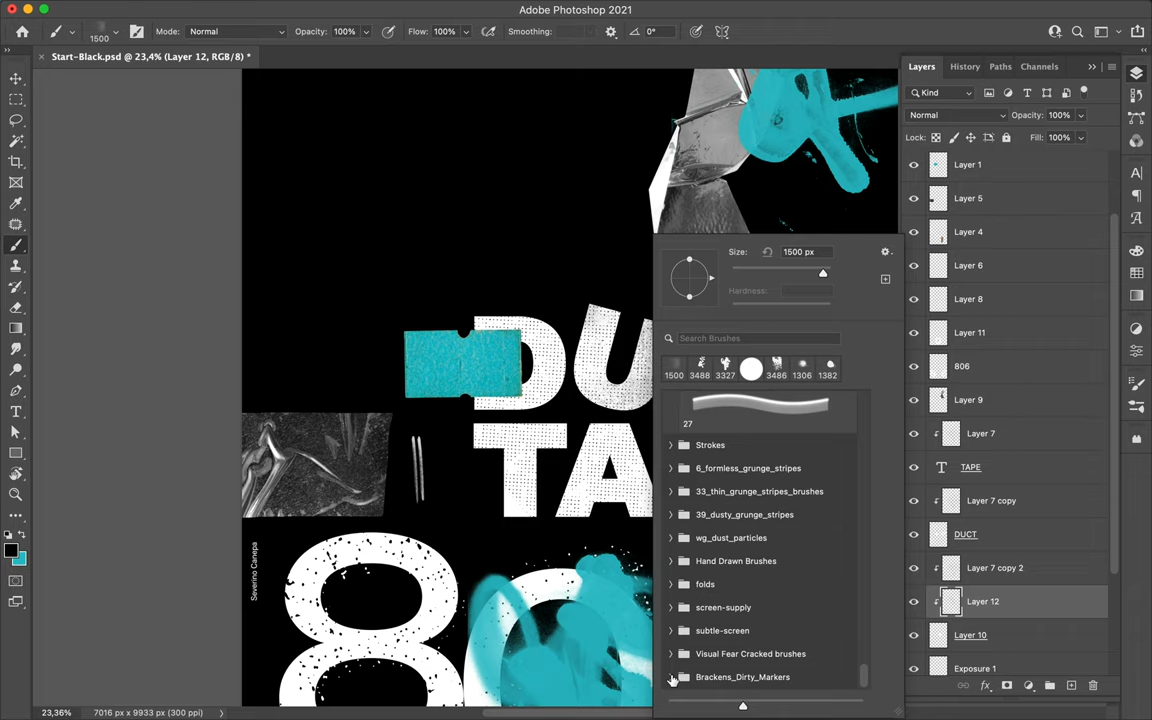 Adobe Photoshop 2021
1500
Mode: Normal
Opacity: 100%
Flow: 100%
Smoothing:
0°
Start-Black.psd @ 23,4% (Layer 12, RGB/8) *
Layers
History
Paths
Channels
Kind
Normal
Opacity: 100%
Lock:
Fill: 100%
Layer 1
Layer 5
Layer 4
Layer 6
Layer 8
Layer 11
806
Layer 9
Layer 7
TAPE
Layer 7 copy
DUCT
Layer 7 copy 2
Layer 12
Layer 10
Exposure 1
Size:
1500 px
Hardness:
Search Brushes
1500
3488
3327
3486
1306
1382
27
Strokes
6_formless_grunge_stripes
33_thin_grunge_stripes_brushes
39_dusty_grunge_stripes
wg_dust_particles
Hand Drawn Brushes
folds
screen-supply
subtle-screen
Visual Fear Cracked brushes
Brackens_Dirty_Markers
DU
TA
Severino Canepa
80
23,36%
7016 px x 9933 px (300 ppi)